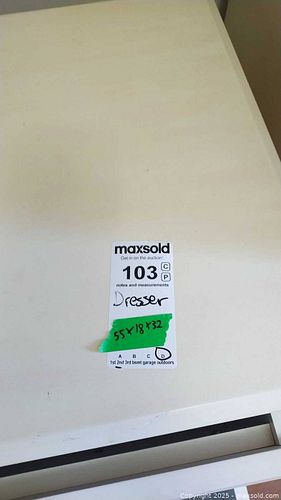 maxsold
Get in on the auction
103 C
P
notes and measurements
Dresser
55x18x32
A B C D
1st 2nd 3rd bsmt garage outdoors
Copyright 2025 - maxsold.com